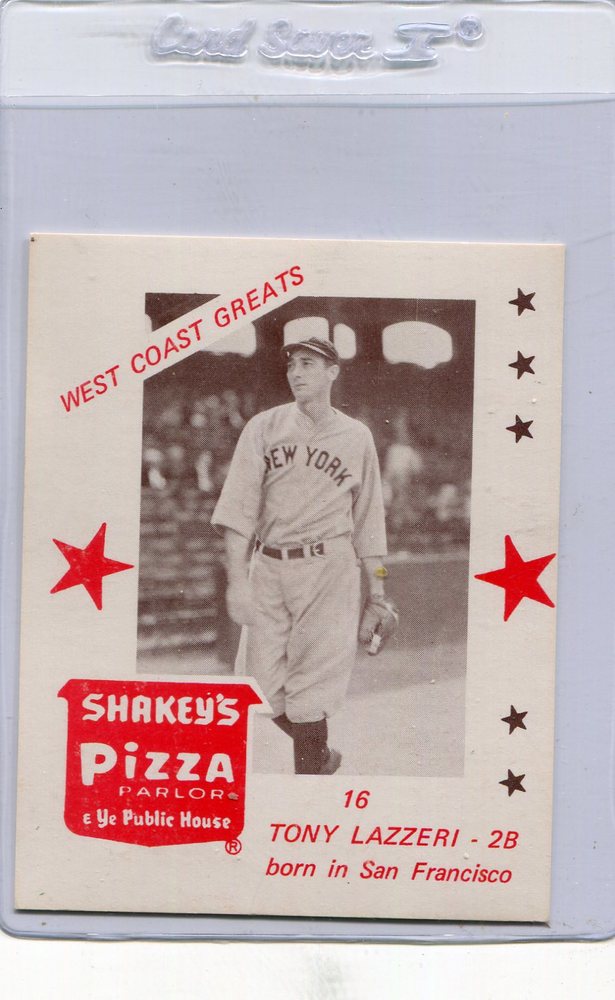 Card Saver I®
WEST COAST GREATS
NEW YORK
SHAKEY'S
PIZZA
PARLOR
& Ye Public House
®
16
TONY LAZZERI - 2B
born in San Francisco